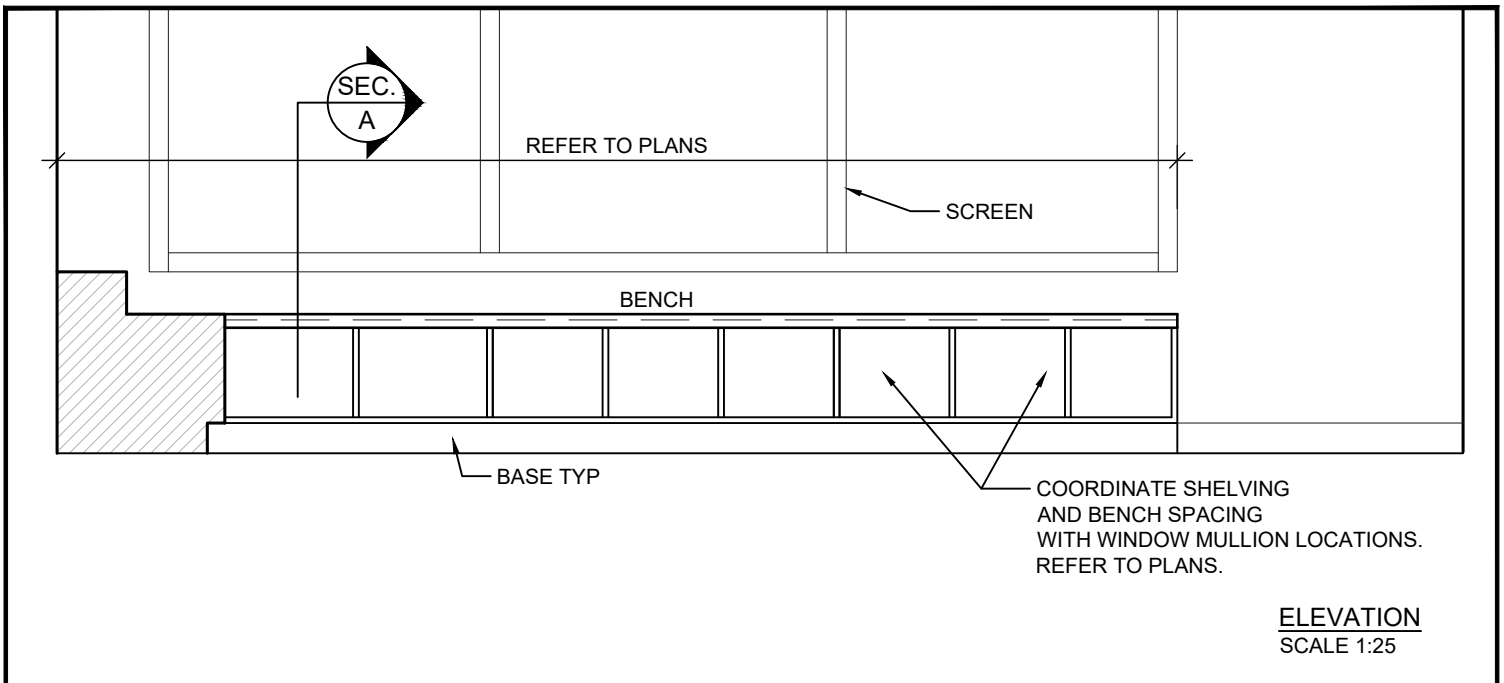 SEC.
A
REFER TO PLANS
SCREEN
BENCH
BASE TYP
COORDINATE SHELVING
AND BENCH SPACING
WITH WINDOW MULLION LOCATIONS.
REFER TO PLANS.
ELEVATION
SCALE 1:25